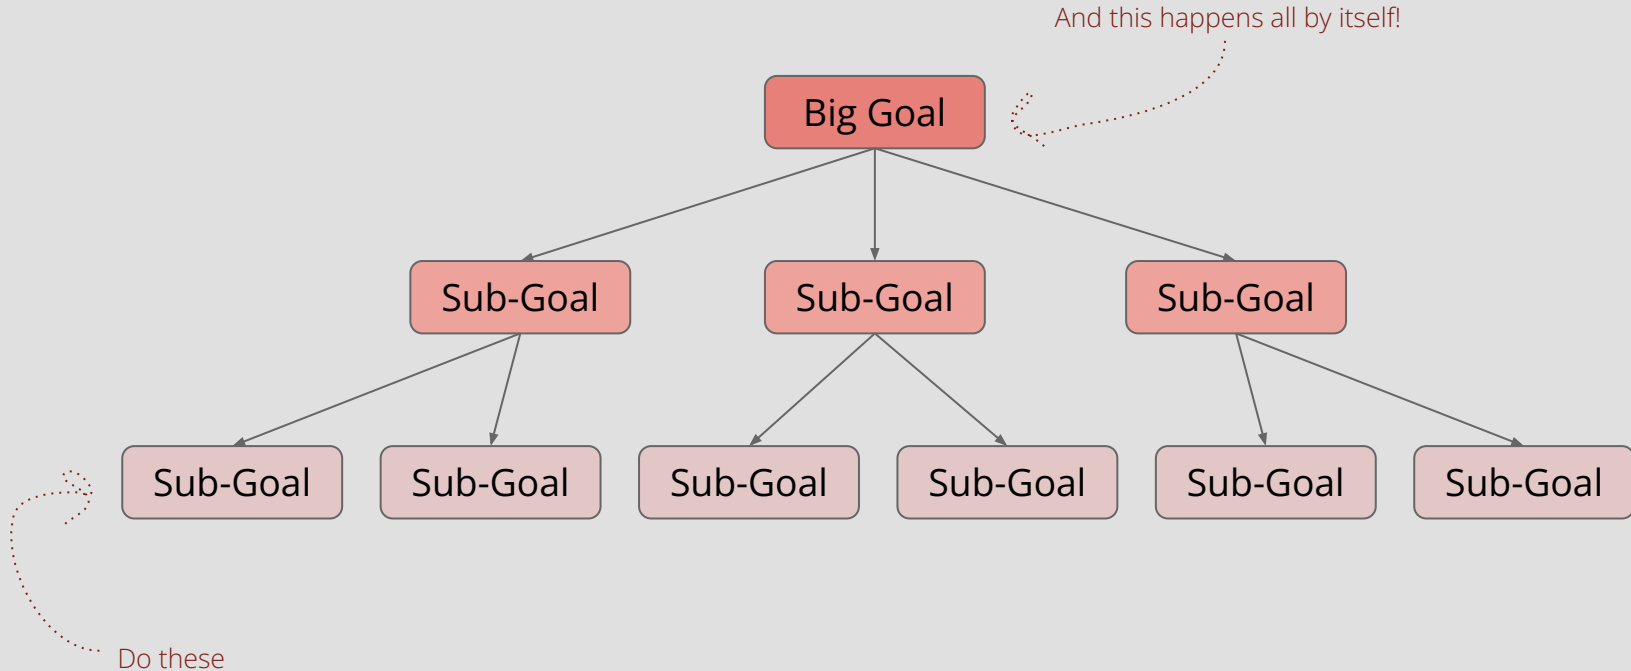 And this happens all by itself!
Big Goal
Sub-Goal
Sub-Goal
Sub-Goal
Sub-Goal
Sub-Goal
Sub-Goal
Sub-Goal
Sub-Goal
Sub-Goal
Do these